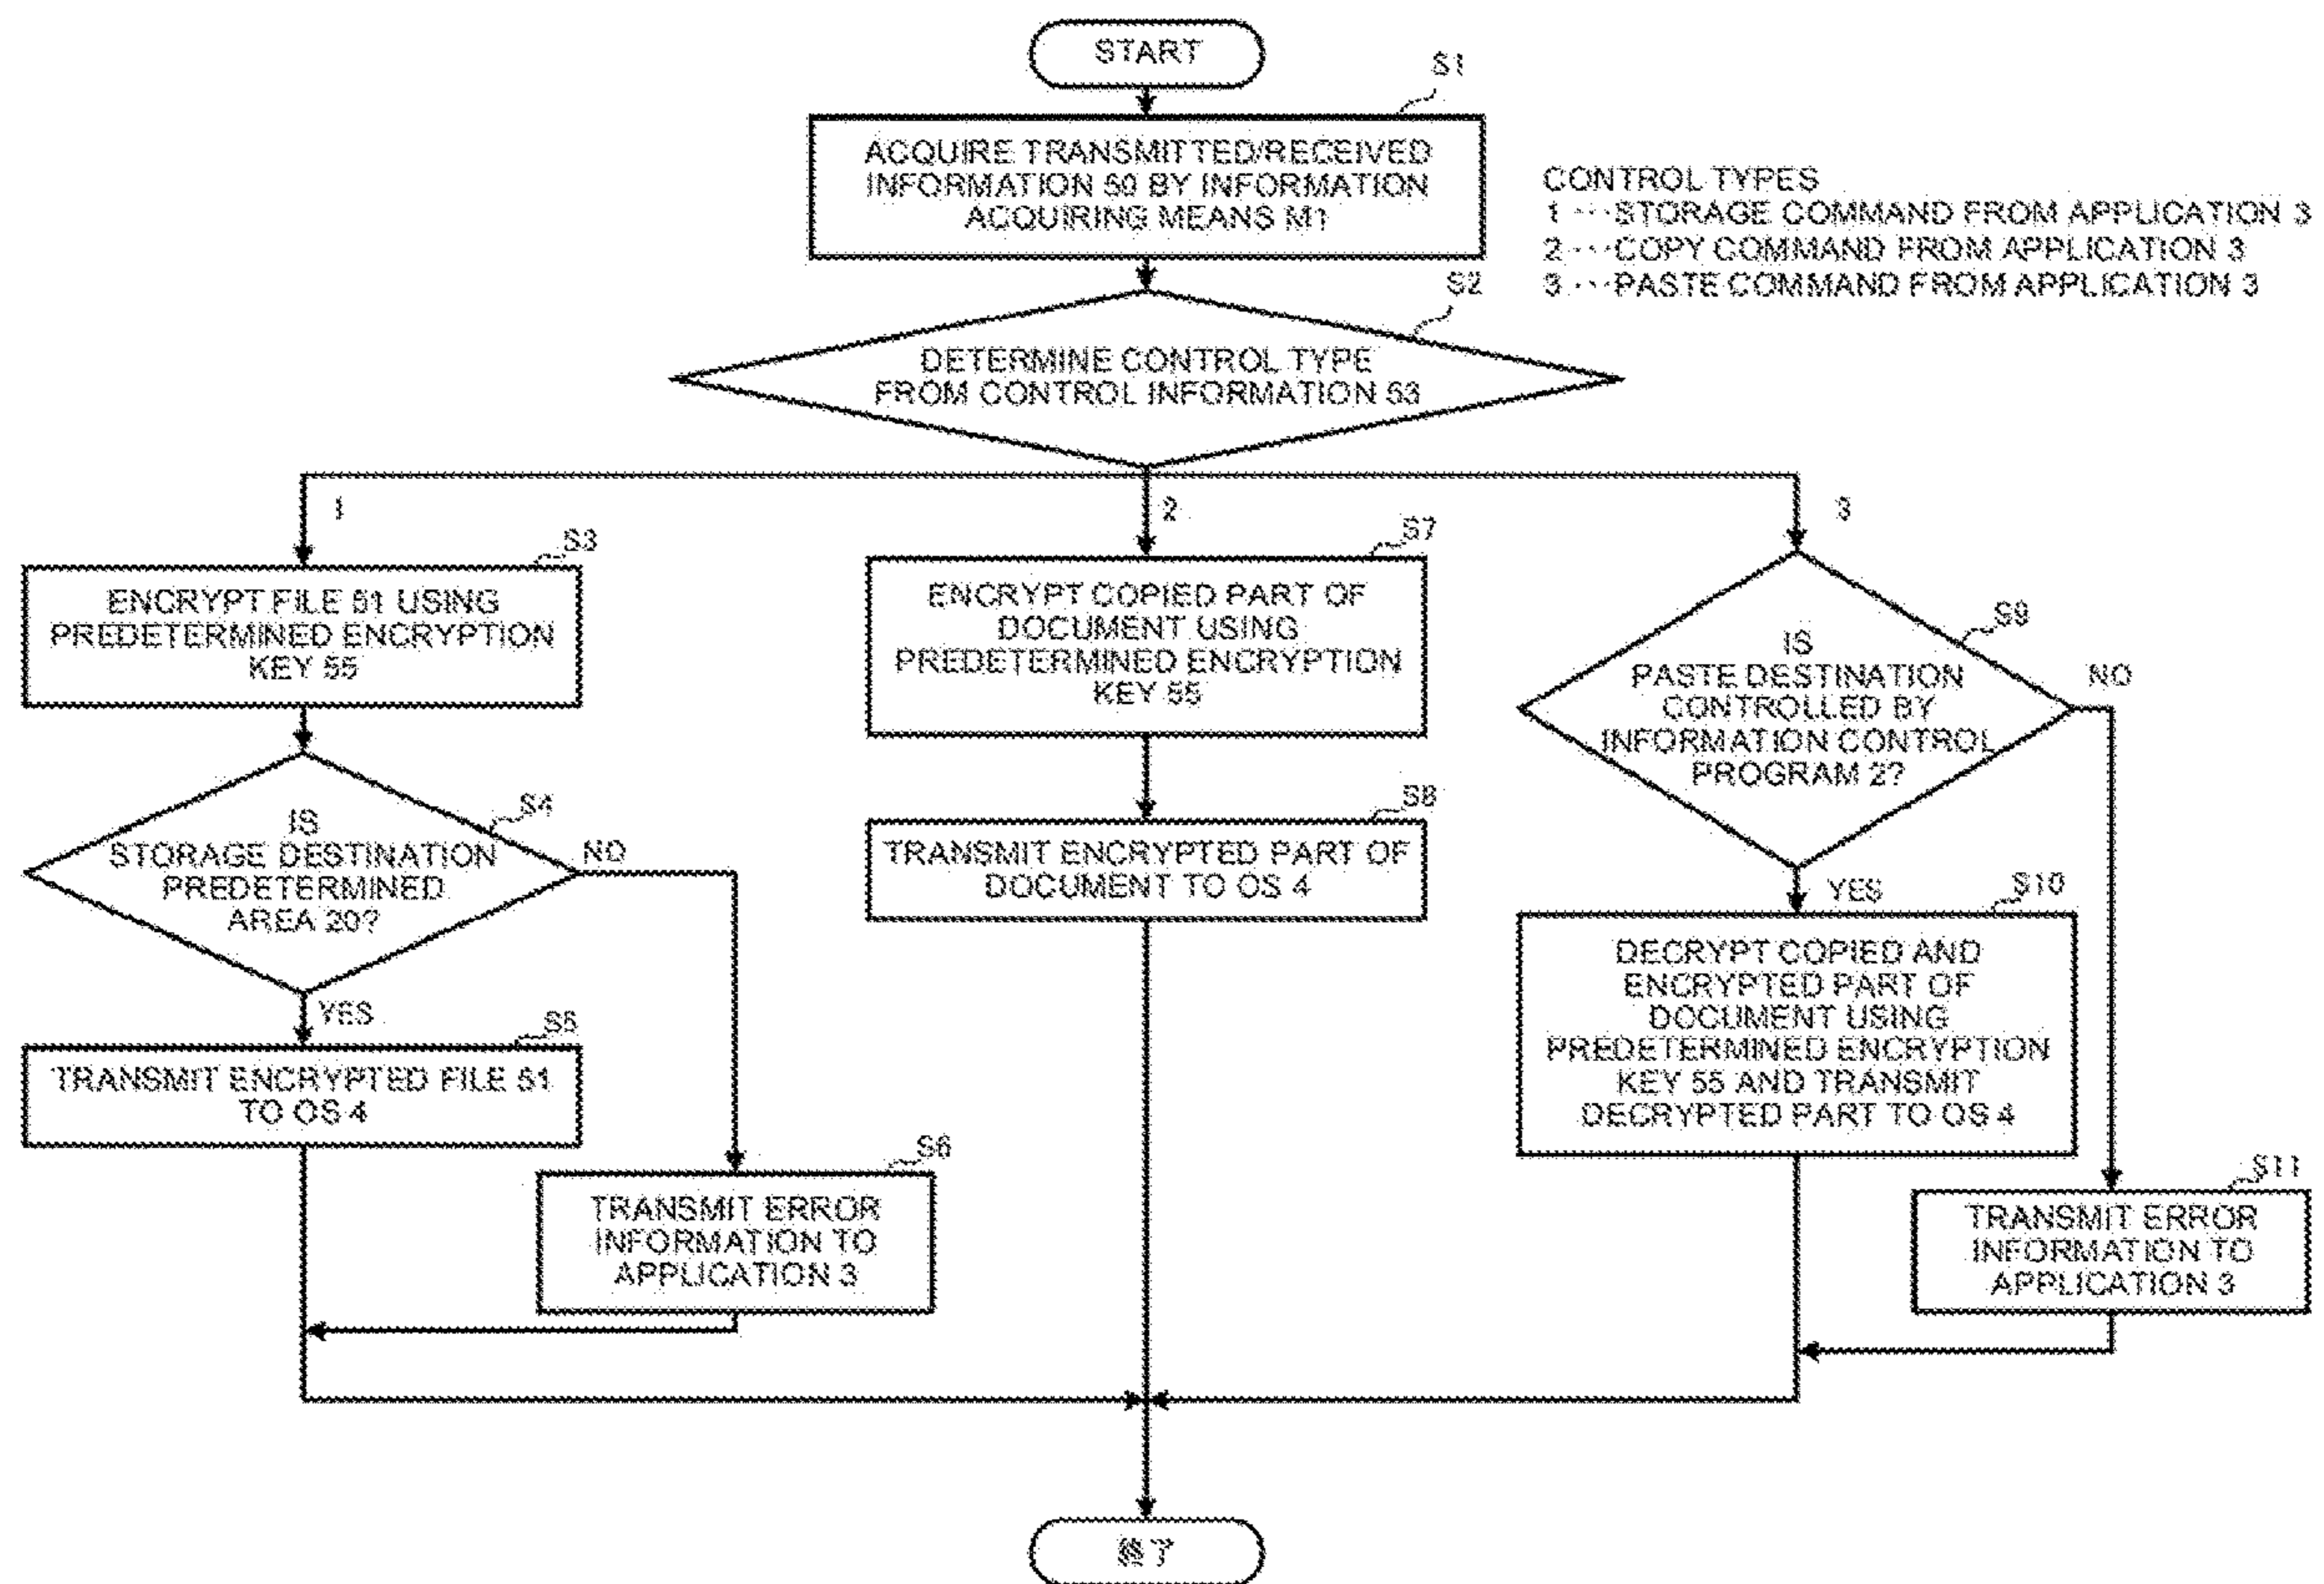 START
S1
ACQUIRE TRANSMITTED/RECEIVED
INFORMATION 50 BY INFORMATION
ACQUIRING MEANS M1
CONTROL TYPES
1 ···STORAGE COMMAND FROM APPLICATION 3
2 ···COPY COMMAND FROM APPLICATION 3
3 ···PASTE COMMAND FROM APPLICATION 3
S2
DETERMINE CONTROL TYPE
FROM CONTROL INFORMATION 53
1
2
3
S3
ENCRYPT FILE 51 USING
PREDETERMINED ENCRYPTION
KEY 55
S4
IS
STORAGE DESTINATION
PREDETERMINED
AREA 20?
NO
YES
S5
TRANSMIT ENCRYPTED FILE 51
TO OS 4
S6
TRANSMIT ERROR
INFORMATION TO
APPLICATION 3
S7
ENCRYPT COPIED PART OF
DOCUMENT USING
PREDETERMINED ENCRYPTION
KEY 55
S8
TRANSMIT ENCRYPTED PART OF
DOCUMENT TO OS 4
S9
IS
PASTE DESTINATION
CONTROLLED BY
INFORMATION CONTROL
PROGRAM 2?
NO
YES
S10
DECRYPT COPIED AND
ENCRYPTED PART OF
DOCUMENT USING
PREDETERMINED ENCRYPTION
KEY 55 AND TRANSMIT
DECRYPTED PART TO OS 4
S11
TRANSMIT ERROR
INFORMATION TO
APPLICATION 3
終了